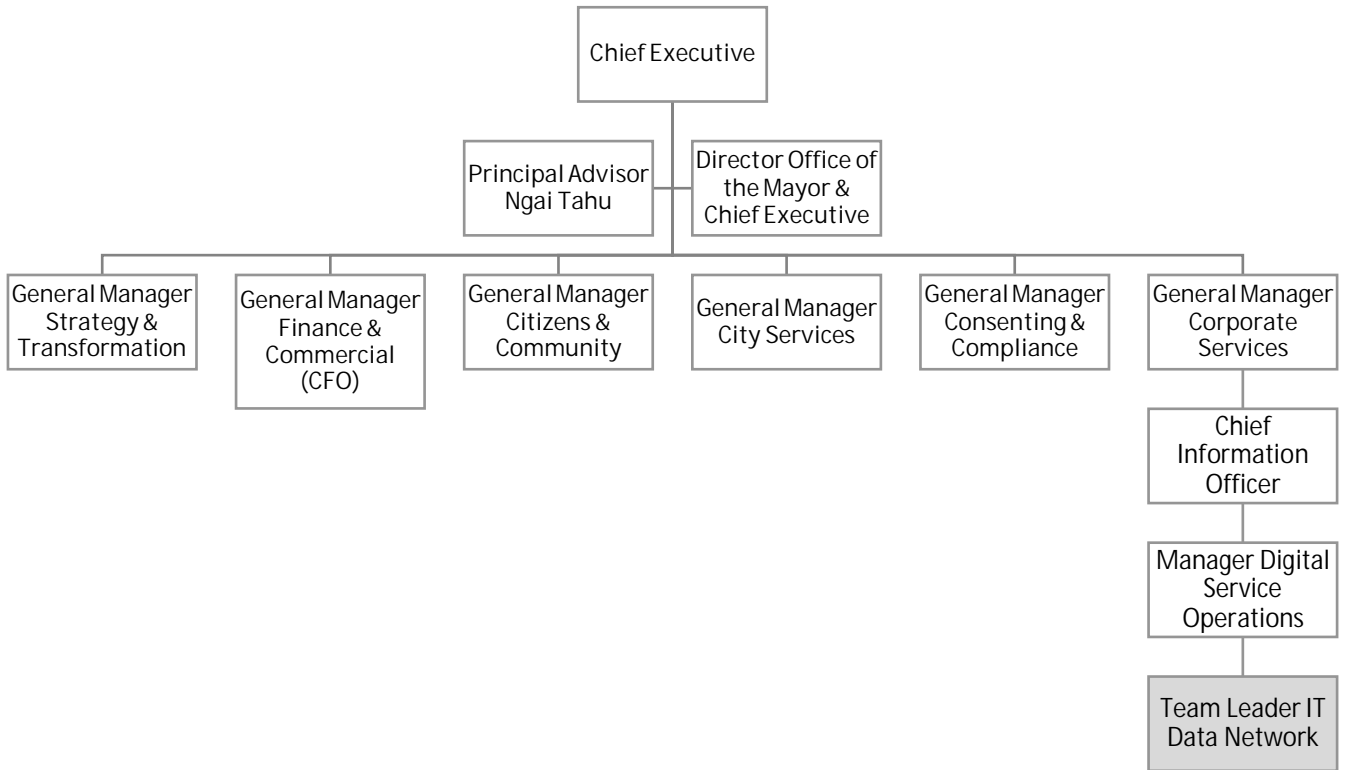 Chief Executive
Principal Advisor
Ngai Tahu
Director Office of
the Mayor &
Chief Executive
General Manager
Strategy &
Transformation
General Manager
Finance &
Commercial
(CFO)
General Manager
Citizens &
Community
General Manager
City Services
General Manager
Consenting &
Compliance
General Manager
Corporate
Services
Chief
Information
Officer
Manager Digital
Service
Operations
Team Leader IT
Data Network